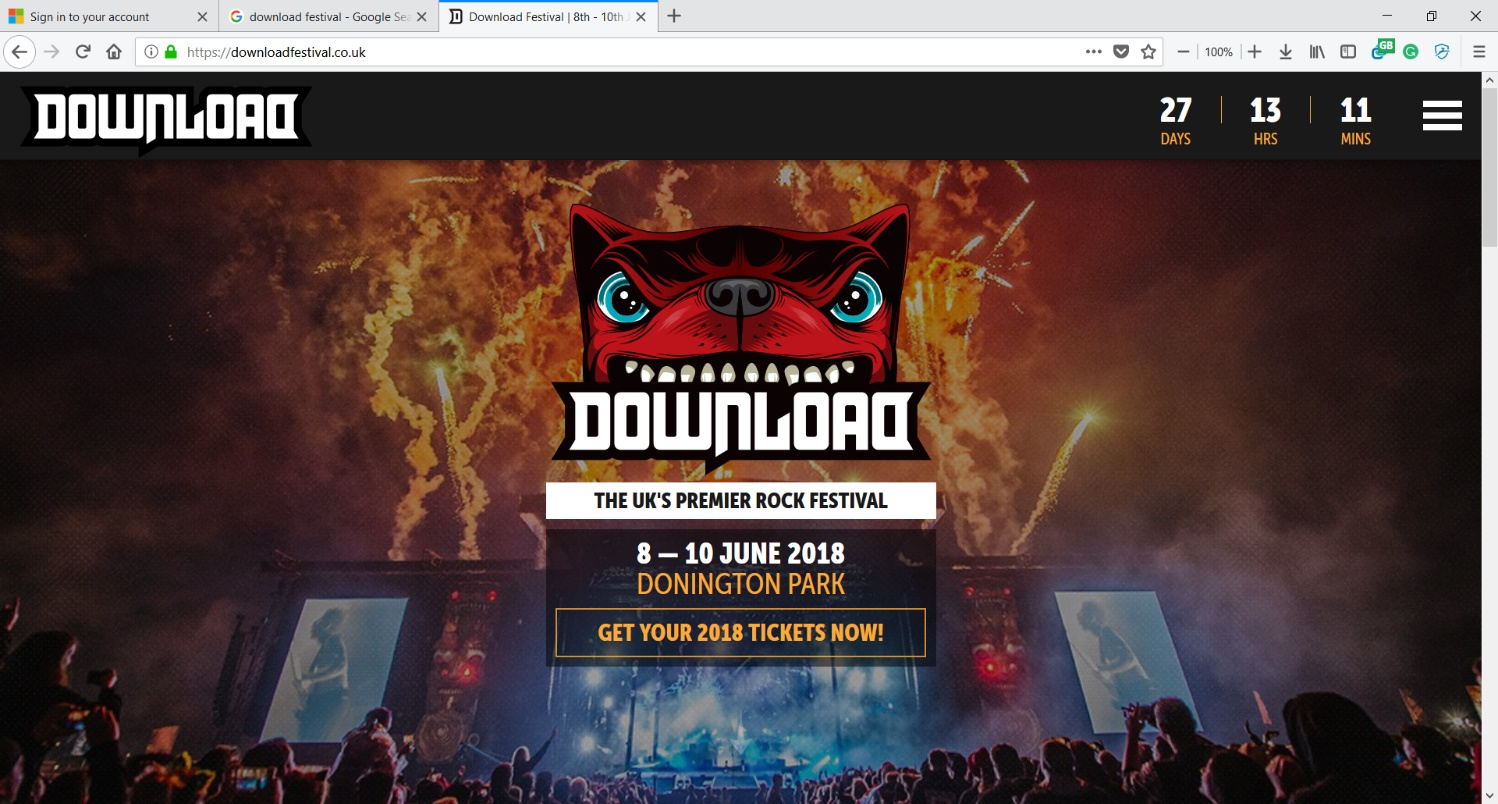 Sign in to your account
download festival - Google Sea
Download Festival | 8th - 10th
https://downloadfestival.co.uk
100%
GB
DOWNLOAD
27 13 11
DAYS HRS MINS
DOWNLOAD
THE UK'S PREMIER ROCK FESTIVAL
8 — 10 JUNE 2018
DONINGTON PARK
GET YOUR 2018 TICKETS NOW!